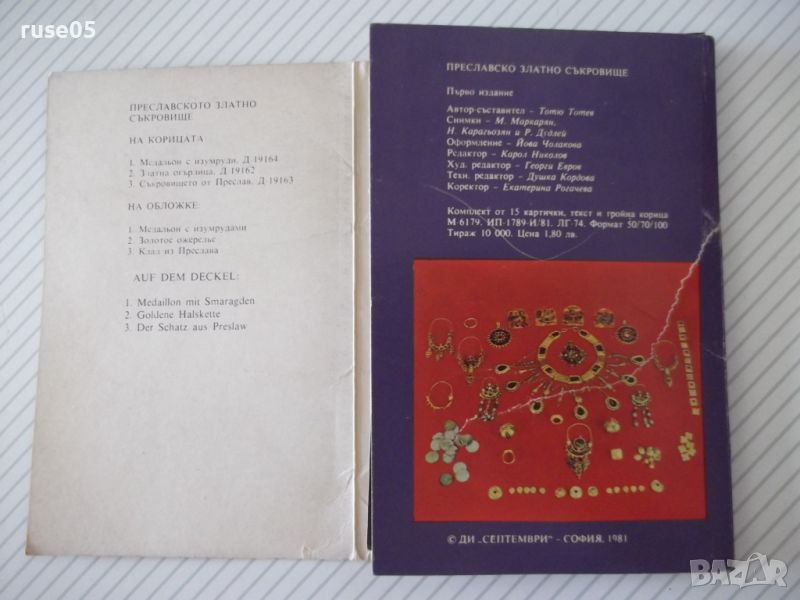 ruse05
ПРЕСЛАВСКОТО ЗЛАТНО
СЪКРОВИЩЕ
НА КОРИЦАТА
1. Медальон с изумруди. Д 19164
2. Златна огърлица. Д 19162
3. Съкровището от Преслав. Д 19163
НА ОБЛОЖКЕ:
1. Медальон с изумрудами
2. Золотое ожерелье
3. Клад из Преслава
AUF DEM DECKEL:
1. Medaillon mit Smaragden
2. Goldene Halskette
3. Der Schatz aus Preslaw
ПРЕСЛАВСКО ЗЛАТНО СЪКРОВИЩЕ
Първо издание
Автор-съставител – Тотю Тотев
Снимки – М. Маркарян,
Н. Карагьозян и Р. Дъдлей
Оформление – Йова Чолакова
Редактор – Карол Николов
Худ. редактор – Георги Евров
Техн. редактор – Душка Кордова
Коректор – Екатерина Рогачева
Комплект от 15 картички, текст и тройна корица
М-6179. ИП-1789-И/81. ЛГ-74. Формат 50/70/100
Тираж 10 000. Цена 1,80 лв.
© ДИ „СЕПТЕМВРИ“ – СОФИЯ, 1981
BAZAR
bg